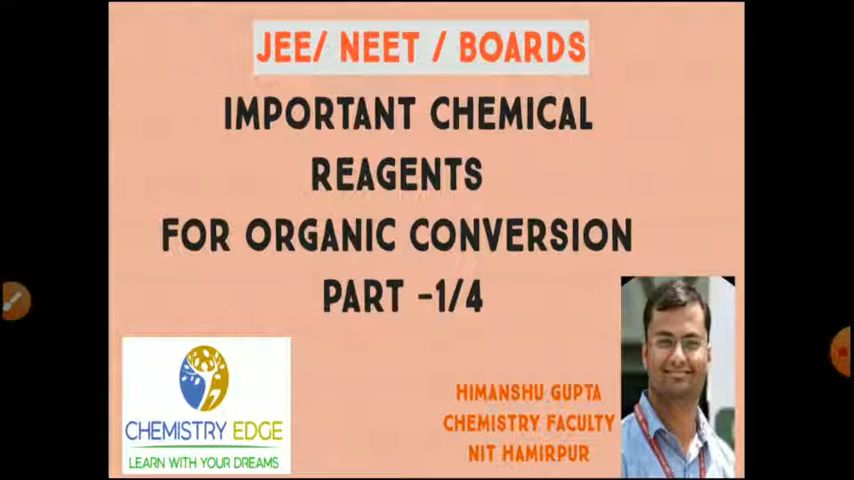 JEE/ NEET / BOARDS
IMPORTANT CHEMICAL
REAGENTS
FOR ORGANIC CONVERSION
PART -1/4
CHEMISTRY EDGE
LEARN WITH YOUR DREAMS
HIMANSHU GUPTA
CHEMISTRY FACULTY
NIT HAMIRPUR